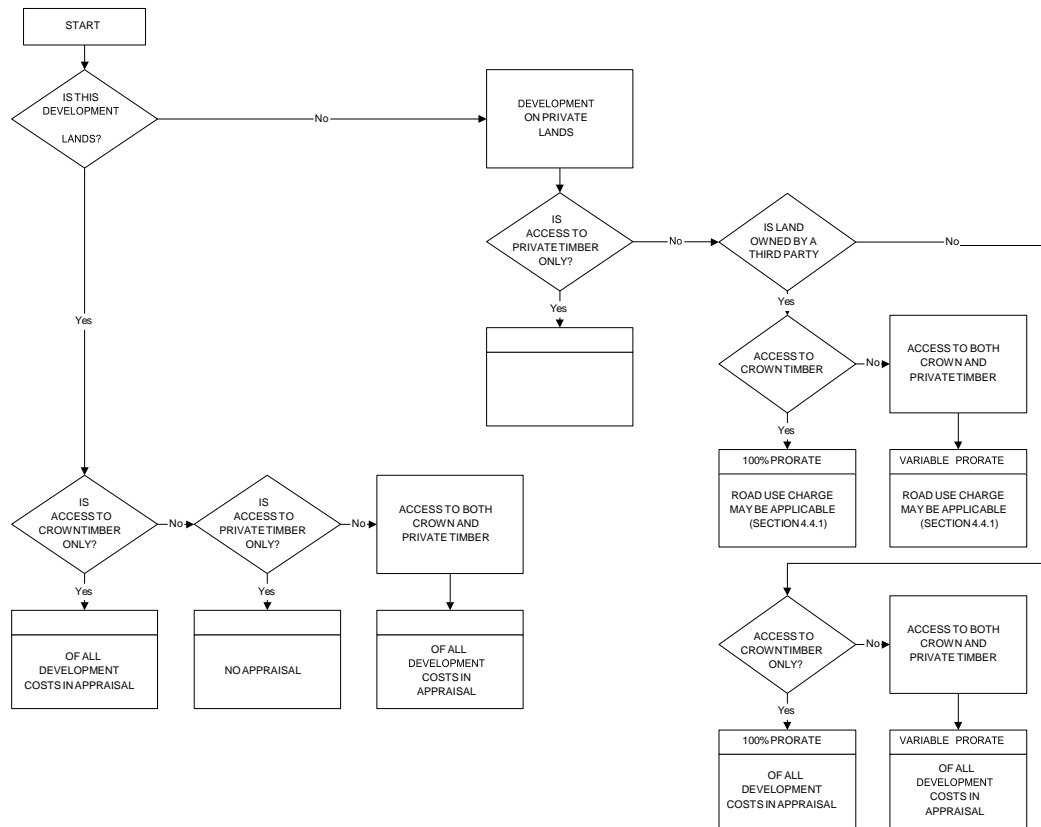 START
IS THIS
DEVELOPMENT
LANDS?
No
DEVELOPMENT
ON PRIVATE
LANDS
IS
ACCESS TO
PRIVATE TIMBER
ONLY?
No
IS LAND
OWNED BY A
THIRD PARTY
No
Yes
Yes
Yes
ACCESS TO
CROWN TIMBER
No
ACCESS TO BOTH
CROWN AND
PRIVATE TIMBER
Yes
100% PRORATE
ROAD USE CHARGE
MAY BE APPLICABLE
(SECTION 4.4.1)
VARIABLE PRORATE
ROAD USE CHARGE
MAY BE APPLICABLE
(SECTION 4.4.1)
IS
ACCESS TO
CROWN TIMBER
ONLY?
No
IS
ACCESS TO
PRIVATE TIMBER
ONLY?
No
ACCESS TO BOTH
CROWN AND
PRIVATE TIMBER
Yes
Yes
OF ALL
DEVELOPMENT
COSTS IN APPRAISAL
NO APPRAISAL
OF ALL
DEVELOPMENT
COSTS IN
APPRAISAL
ACCESS TO
CROWN TIMBER
ONLY?
No
ACCESS TO BOTH
CROWN AND
PRIVATE TIMBER
Yes
100% PRORATE
OF ALL
DEVELOPMENT
COSTS IN APPRAISAL
VARIABLE PRORATE
OF ALL
DEVELOPMENT
COSTS IN
APPRAISAL